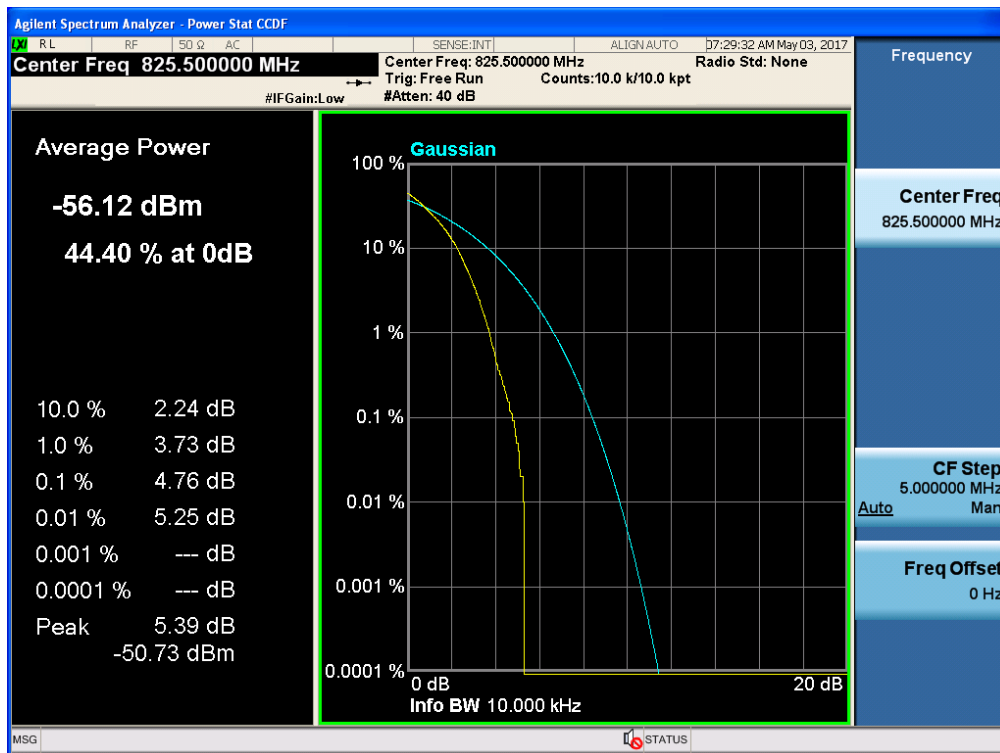 Agilent Spectrum Analyzer - Power Stat CCDF
LXI RL RF 50 Ω AC SENSE:INT ALIGN AUTO 07:29:32 AM May 03, 2017
Center Freq 825.500000 MHz
Center Freq: 825.500000 MHz Radio Std: None
Trig: Free Run Counts:10.0 k/10.0 kpt
#IFGain:Low #Atten: 40 dB
Average Power
-56.12 dBm
44.40 % at 0dB
10.0 % 2.24 dB
1.0 % 3.73 dB
0.1 % 4.76 dB
0.01 % 5.25 dB
0.001 % --- dB
0.0001 % --- dB
Peak 5.39 dB
-50.73 dBm
Gaussian
100 %
10 %
1 %
0.1 %
0.01 %
0.001 %
0.0001 %
0 dB 20 dB
Info BW 10.000 kHz
Frequency
Center Freq
825.500000 MHz
CF Step
5.000000 MHz
Auto Man
Freq Offset
0 Hz
MSG STATUS